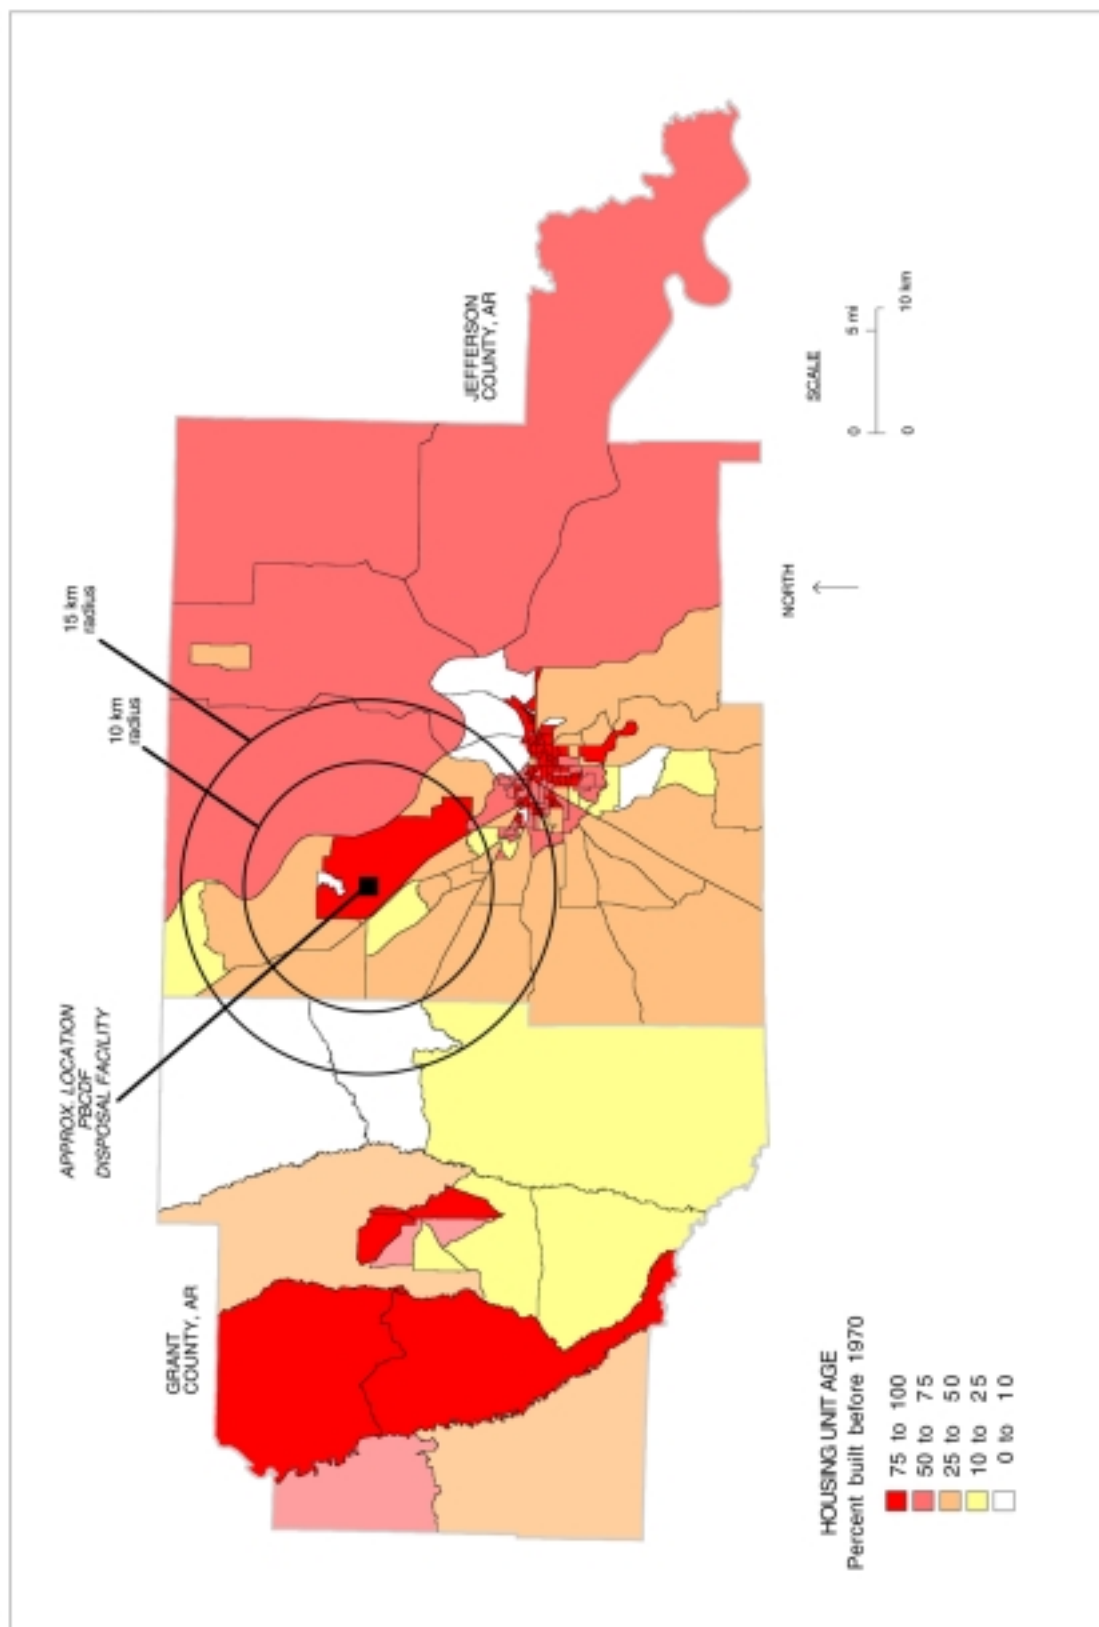 15 km
radius
10 km
radius
APPROX. LOCATION
PBCDF
DISPOSAL FACILITY
GRANT
COUNTY, AR
JEFFERSON
COUNTY, AR
HOUSING UNIT AGE
Percent built before 1970
75 to 100
50 to 75
25 to 50
10 to 25
0 to 10
NORTH
SCALE
0 5 mi
0 10 km